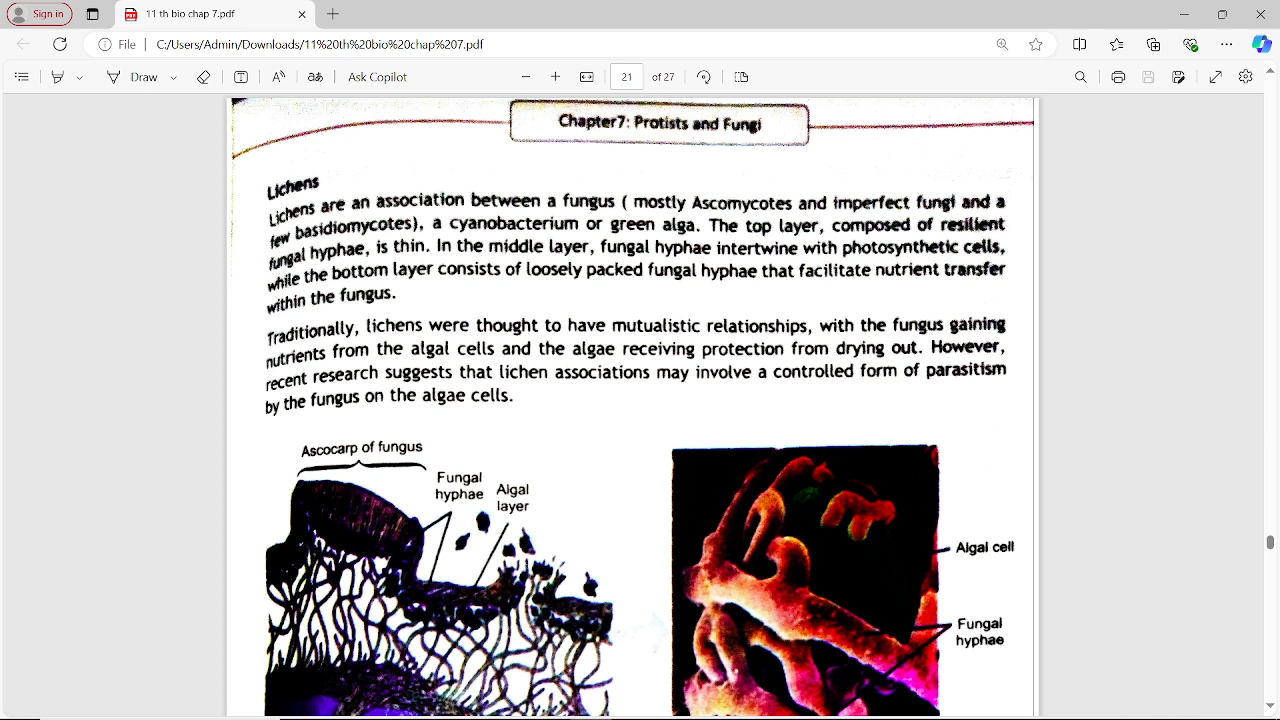 Sign in
11 th bio chap 7.pdf
File
C:/Users/Admin/Downloads/11%20th%20bio%20chap%207.pdf
Draw
Ask Copilot
21
of 27
Chapter7: Protists and Fungi
Lichens
Lichens are an association between a fungus ( mostly Ascomycotes and imperfect fungi and a
few basidiomycotes), a cyanobacterium or green alga. The top layer, composed of resilient
fungal hyphae, is thin. In the middle layer, fungal hyphae intertwine with photosynthetic cells,
while the bottom layer consists of loosely packed fungal hyphae that facilitate nutrient transfer
within the fungus.
Traditionally, lichens were thought to have mutualistic relationships, with the fungus gaining
nutrients from the algal cells and the algae receiving protection from drying out. However,
recent research suggests that lichen associations may involve a controlled form of parasitism
by the fungus on the algae cells.
Ascocarp of fungus
Fungal
hyphae
Algal
layer
Algal cell
Fungal
hyphae